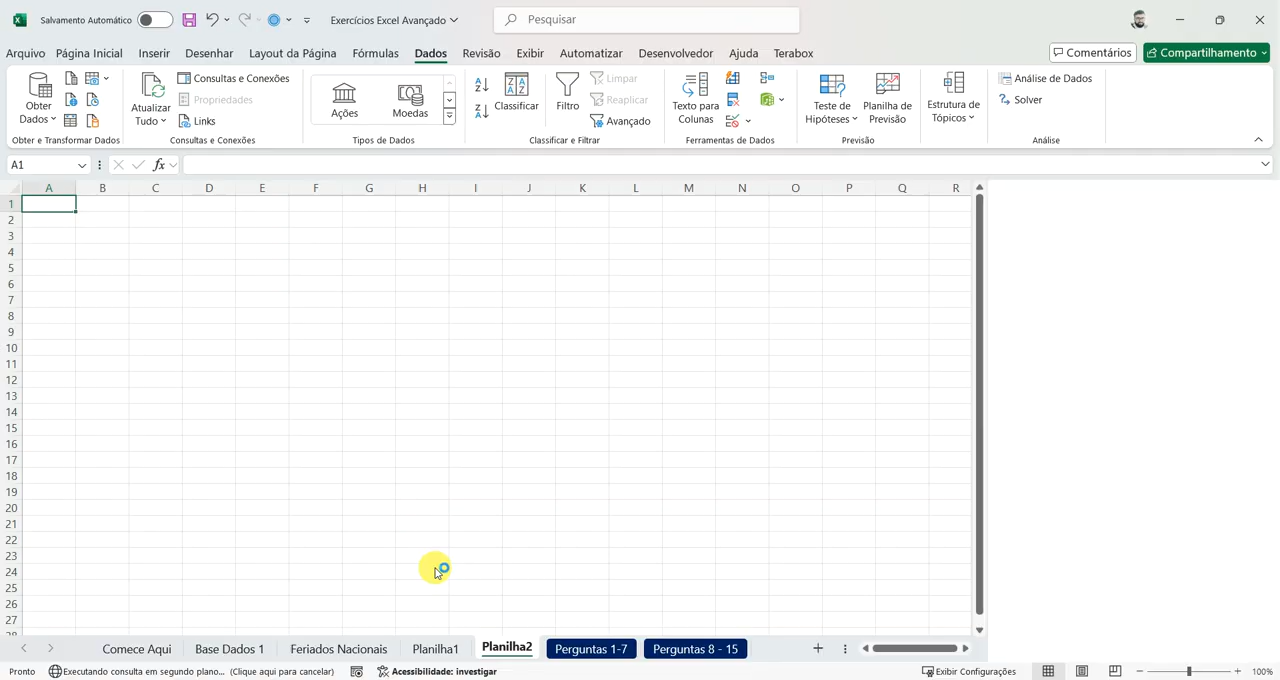 Salvamento Automático
Exercícios Excel Avançado
Pesquisar
Arquivo Página Inicial Inserir Desenhar Layout da Página Fórmulas Dados Revisão Exibir Automatizar Desenvolvedor Ajuda Terabox
Comentários Compartilhamento
Obter Dados
Atualizar Tudo
Consultas e Conexões
Propriedades
Links
Ações
Moedas
Classificar
Filtro
Limpar
Reaplicar
Avançado
Texto para Colunas
Teste de Hipóteses
Planilha de Previsão
Estrutura de Tópicos
Análise de Dados
Solver
Obter e Transformar Dados Consultas e Conexões Tipos de Dados Classificar e Filtrar Ferramentas de Dados Previsão Análise
A1 fx
A B C D E F G H I J K L M N O P Q R
1
2
3
4
5
6
7
8
9
10
11
12
13
14
15
16
17
18
19
20
21
22
23
24
25
26
27
28
Comece Aqui Base Dados 1 Feriados Nacionais Planilha1 Planilha2 Perguntas 1-7 Perguntas 8 - 15
Pronto Executando consulta em segundo plano... (Clique aqui para cancelar) Acessibilidade: investigar Exibir Configurações 100%